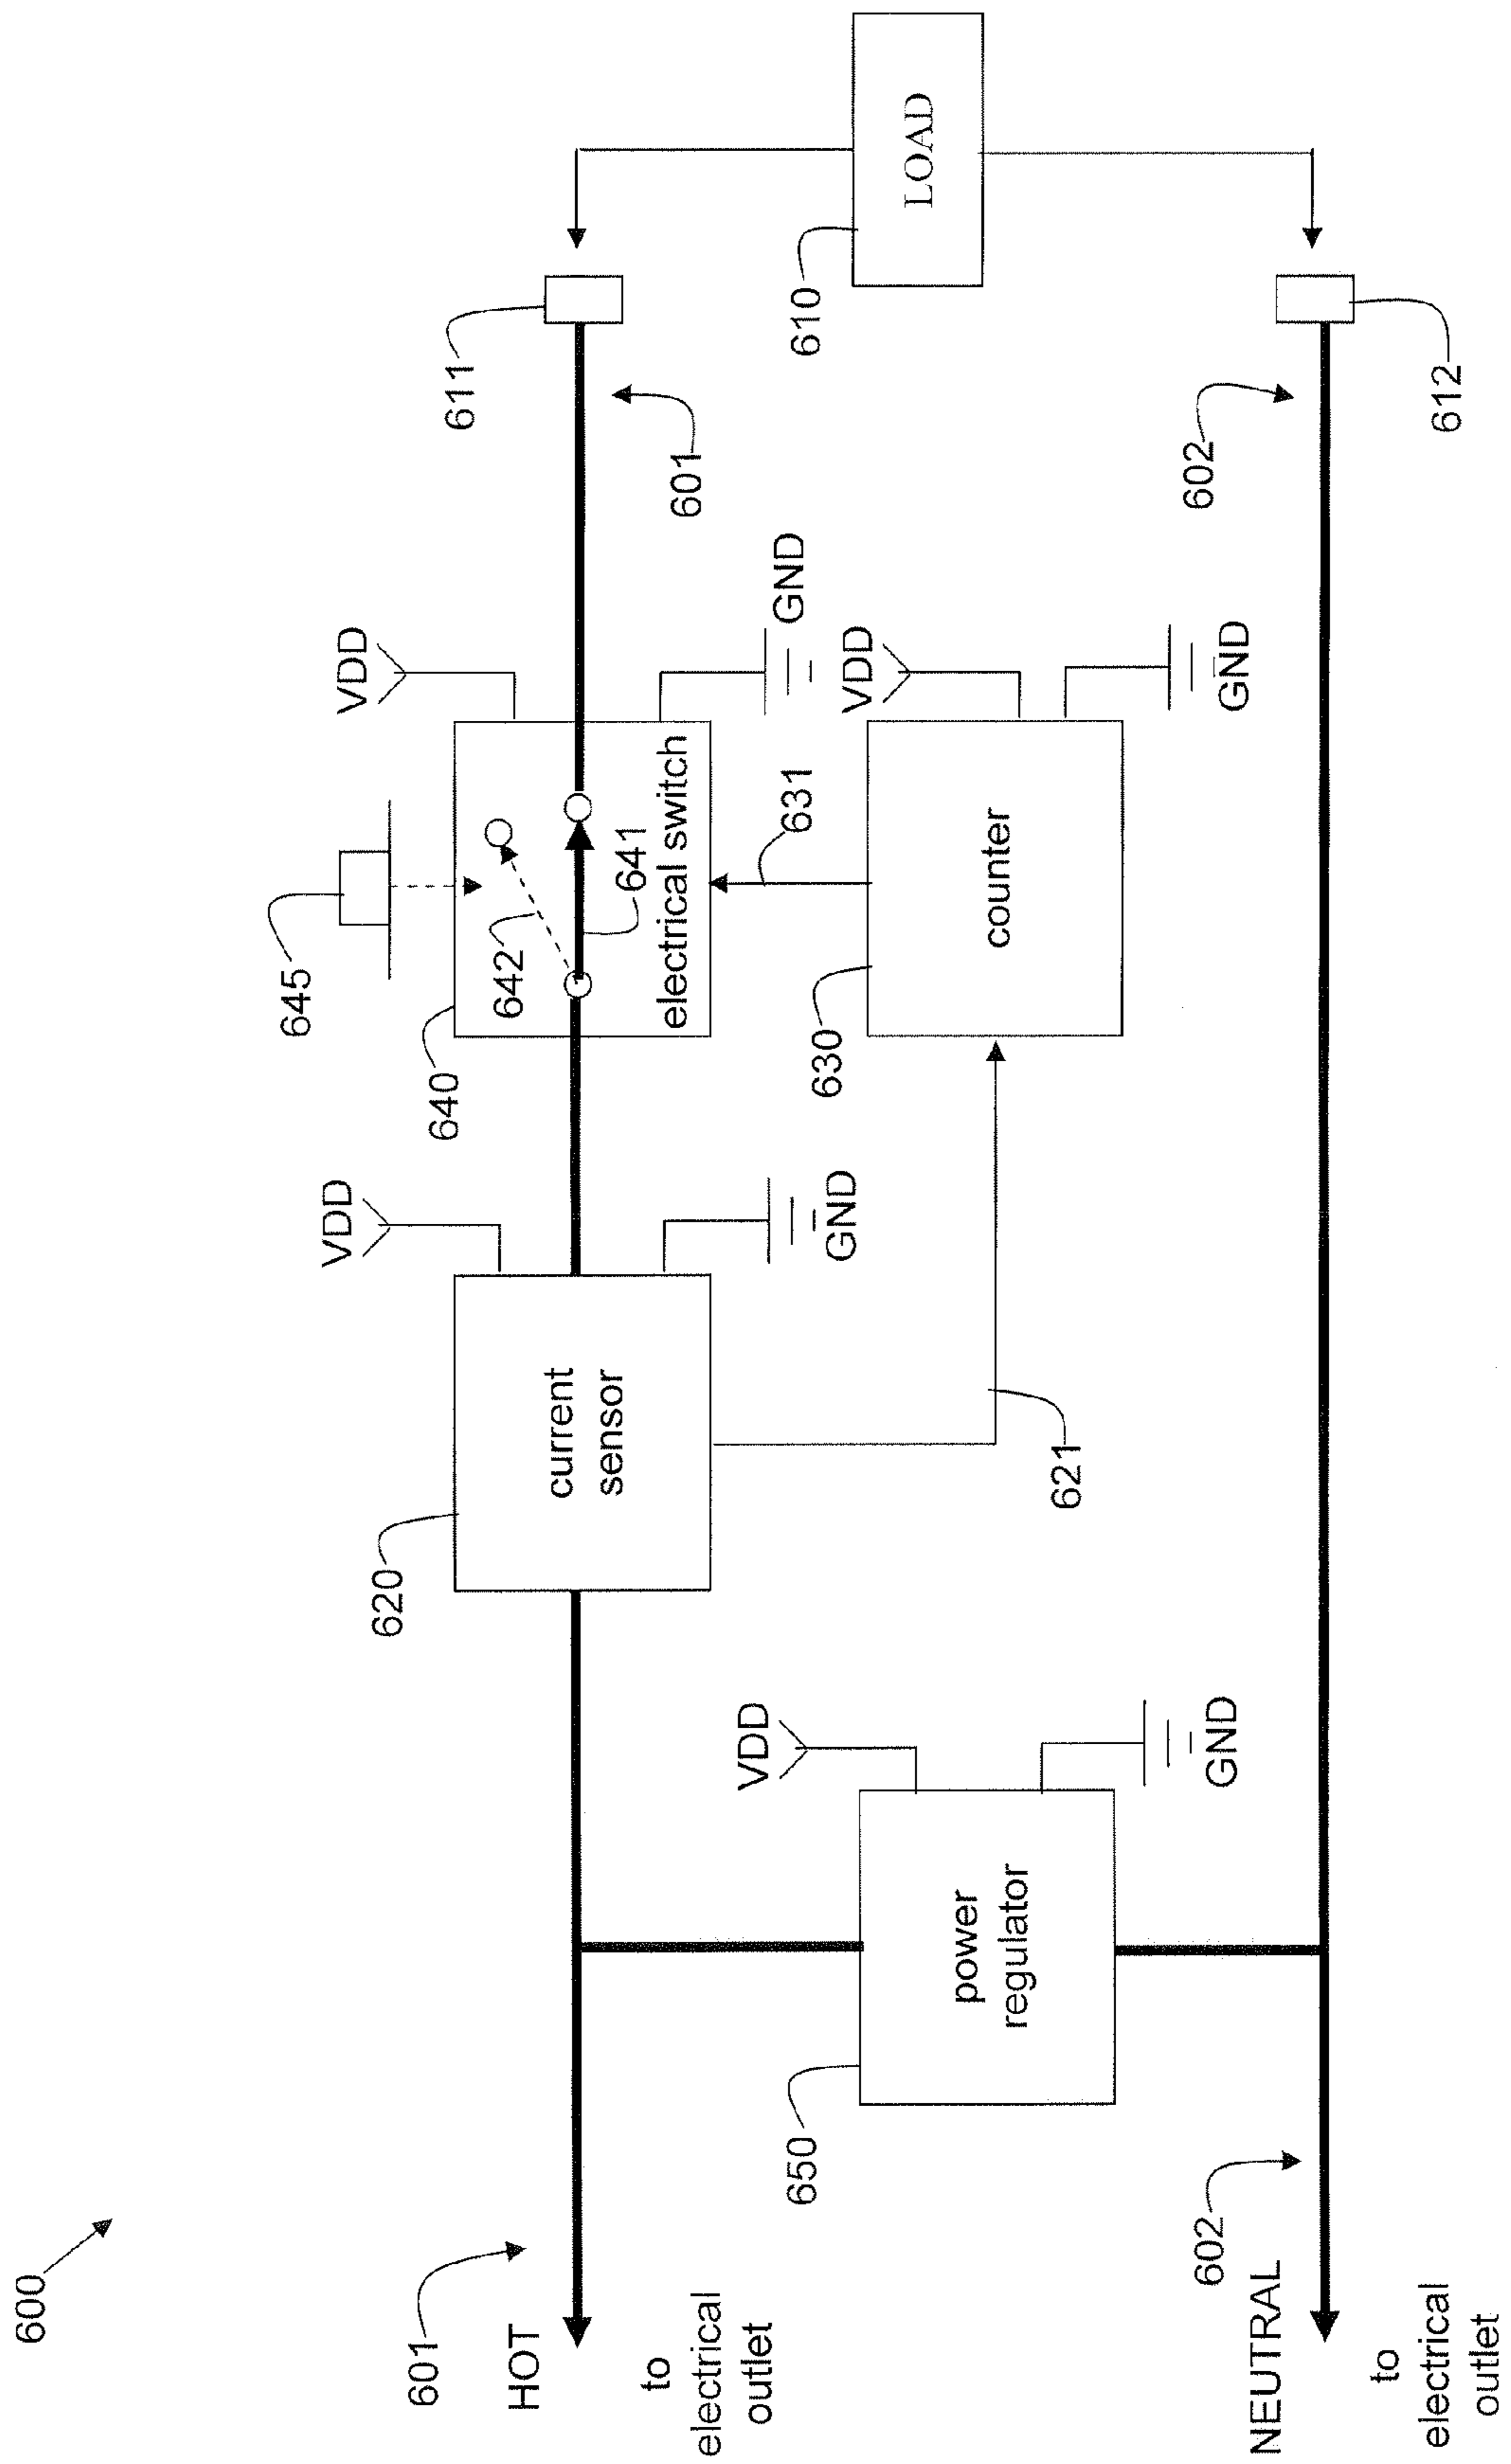 600
601
HOT
to
electrical
outlet
602
NEUTRAL
to
electrical
outlet
650
power
regulator
VDD
GND
620
current
sensor
VDD
GND
621
640
645
642
641
electrical switch
VDD
GND
631
630
counter
VDD
GND
601
602
611
612
610
LOAD